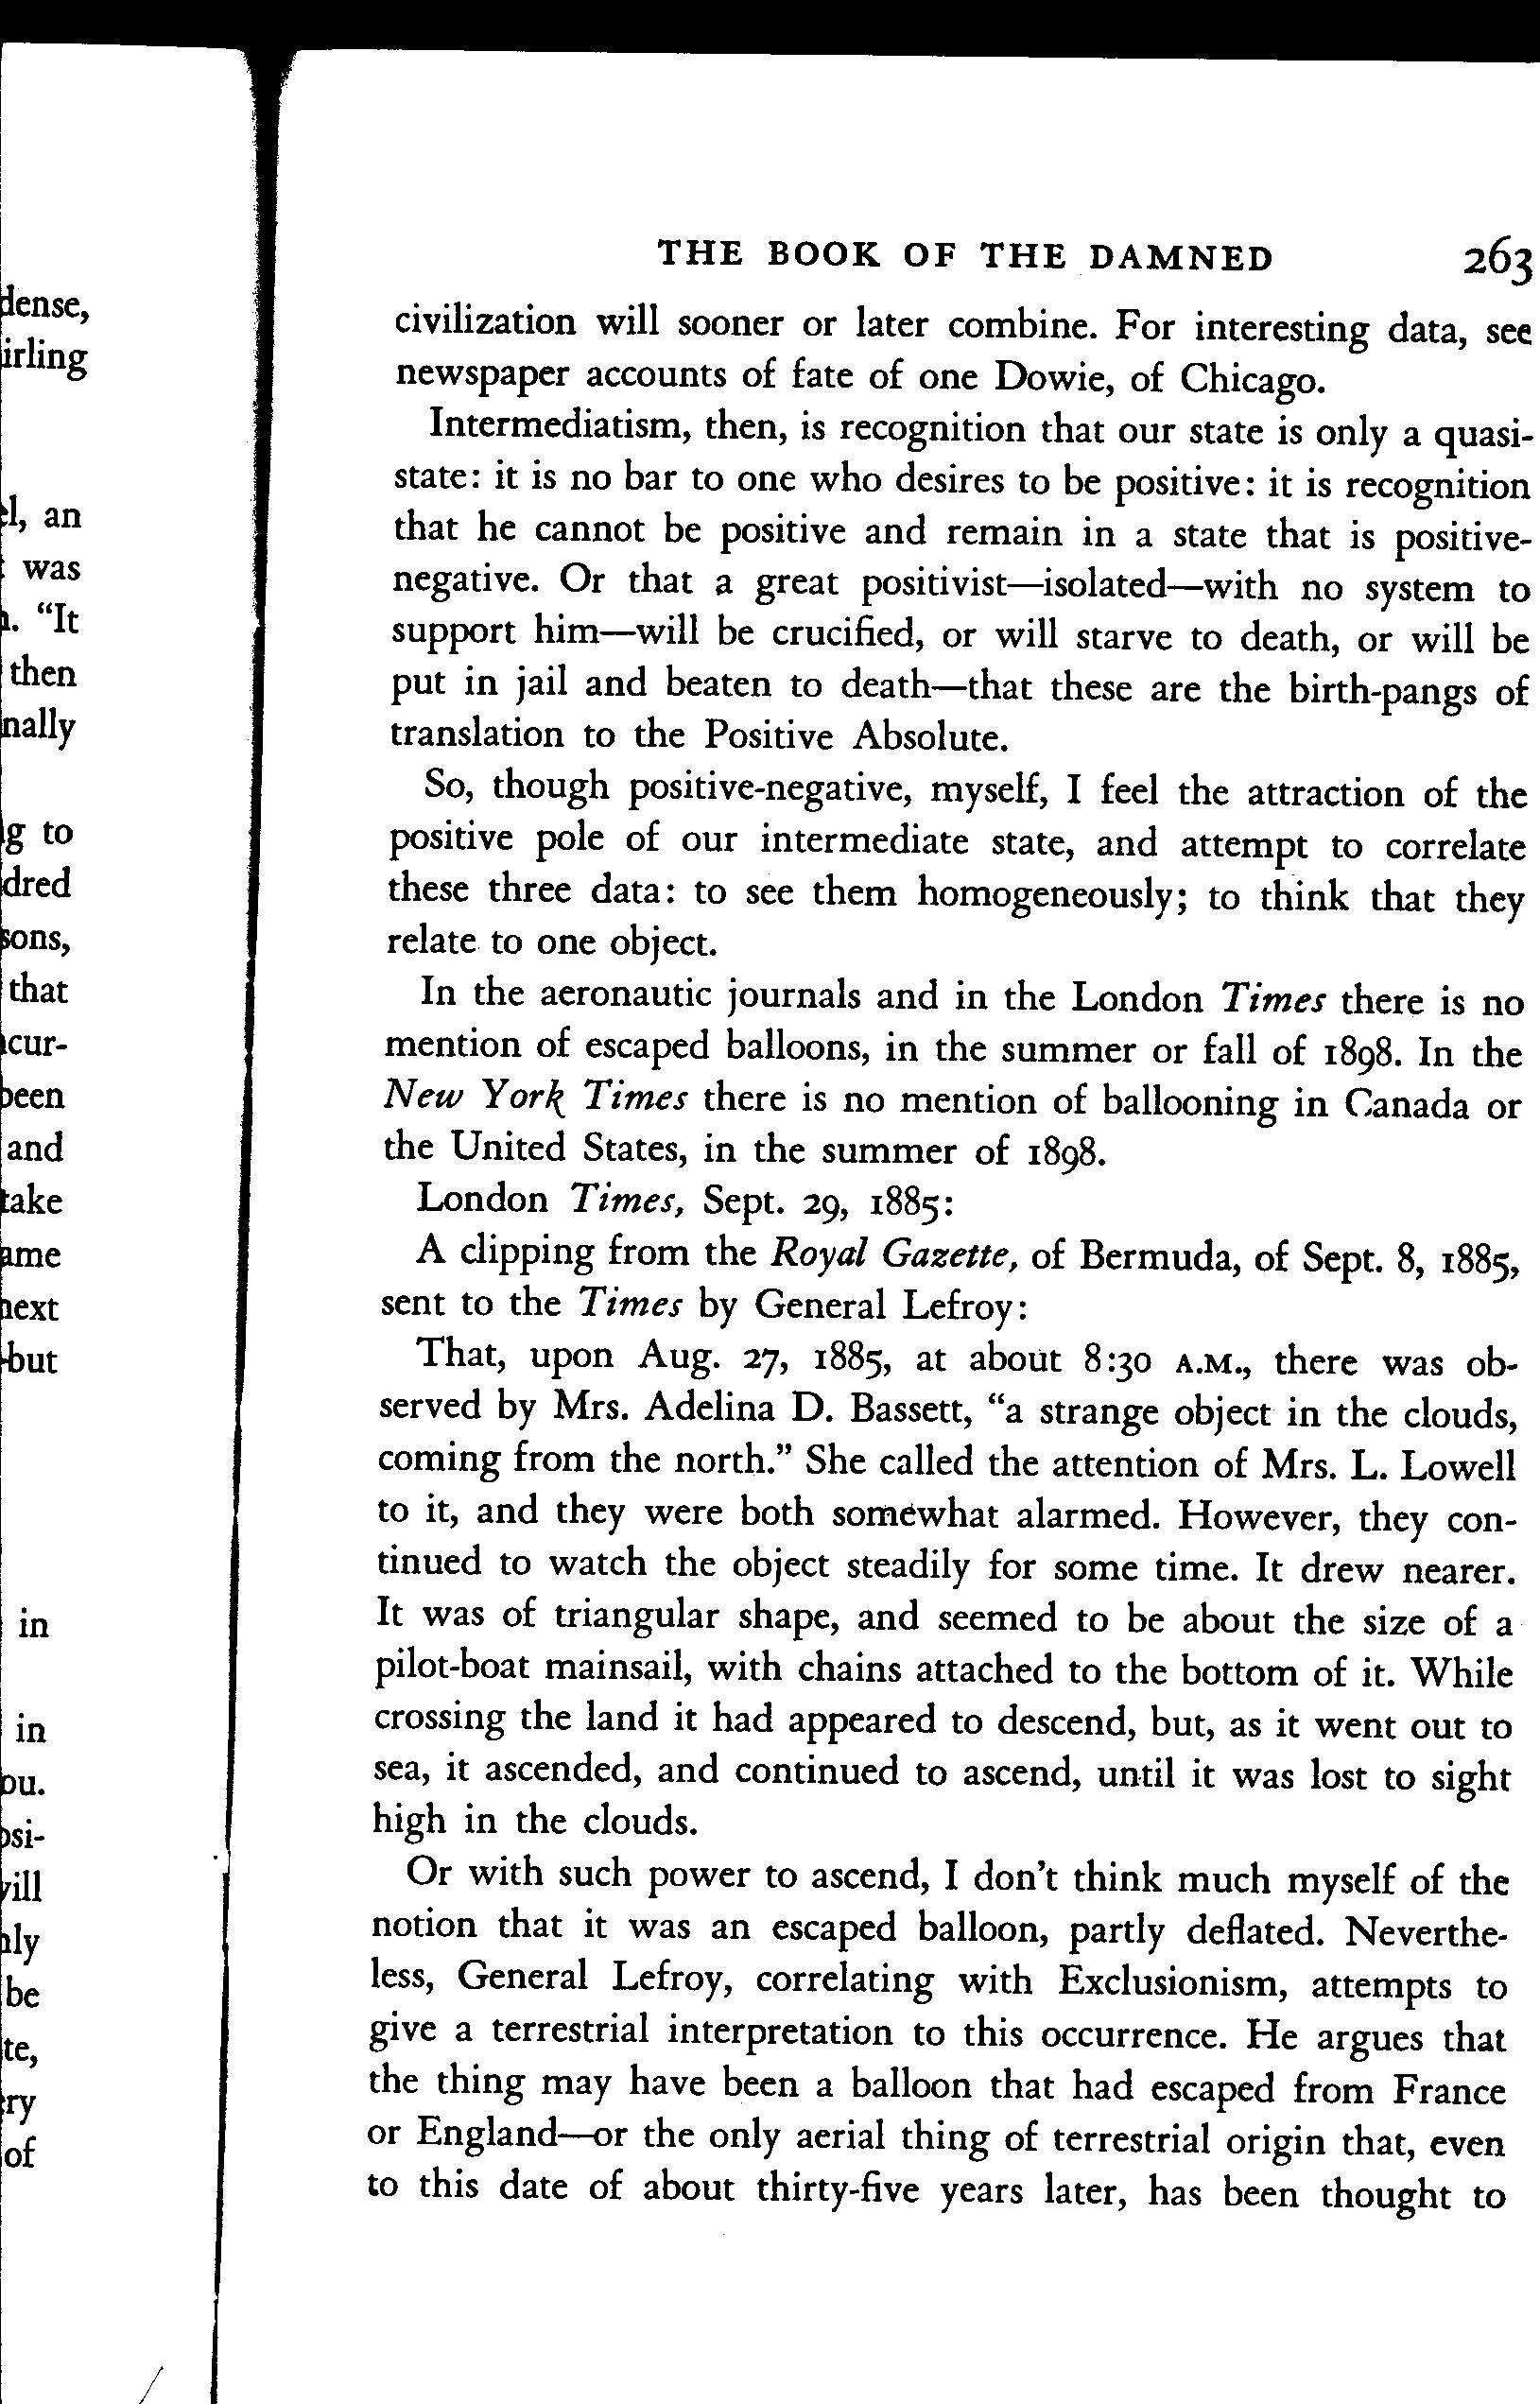 dense,
irling
l, an
was
. "It
then
nally
g to
dred
sons,
that
cur-
been
and
take
ame
next
but
in
in
ou.
osi-
vill
ly
be
te,
ry
of
THE BOOK OF THE DAMNED 263
civilization will sooner or later combine. For interesting data, see
newspaper accounts of fate of one Dowie, of Chicago.
Intermediatism, then, is recognition that our state is only a quasi-
state: it is no bar to one who desires to be positive: it is recognition
that he cannot be positive and remain in a state that is positive-
negative. Or that a great positivist—isolated—with no system to
support him—will be crucified, or will starve to death, or will be
put in jail and beaten to death—that these are the birth-pangs of
translation to the Positive Absolute.
So, though positive-negative, myself, I feel the attraction of the
positive pole of our intermediate state, and attempt to correlate
these three data: to see them homogeneously; to think that they
relate to one object.
In the aeronautic journals and in the London Times there is no
mention of escaped balloons, in the summer or fall of 1898. In the
New York Times there is no mention of ballooning in Canada or
the United States, in the summer of 1898.
London Times, Sept. 29, 1885:
A clipping from the Royal Gazette, of Bermuda, of Sept. 8, 1885,
sent to the Times by General Lefroy:
That, upon Aug. 27, 1885, at about 8:30 A.M., there was ob-
served by Mrs. Adelina D. Bassett, "a strange object in the clouds,
coming from the north." She called the attention of Mrs. L. Lowell
to it, and they were both somewhat alarmed. However, they con-
tinued to watch the object steadily for some time. It drew nearer.
It was of triangular shape, and seemed to be about the size of a
pilot-boat mainsail, with chains attached to the bottom of it. While
crossing the land it had appeared to descend, but, as it went out to
sea, it ascended, and continued to ascend, until it was lost to sight
high in the clouds.
Or with such power to ascend, I don't think much myself of the
notion that it was an escaped balloon, partly deflated. Neverthe-
less, General Lefroy, correlating with Exclusionism, attempts to
give a terrestrial interpretation to this occurrence. He argues that
the thing may have been a balloon that had escaped from France
or England—or the only aerial thing of terrestrial origin that, even
to this date of about thirty-five years later, has been thought to